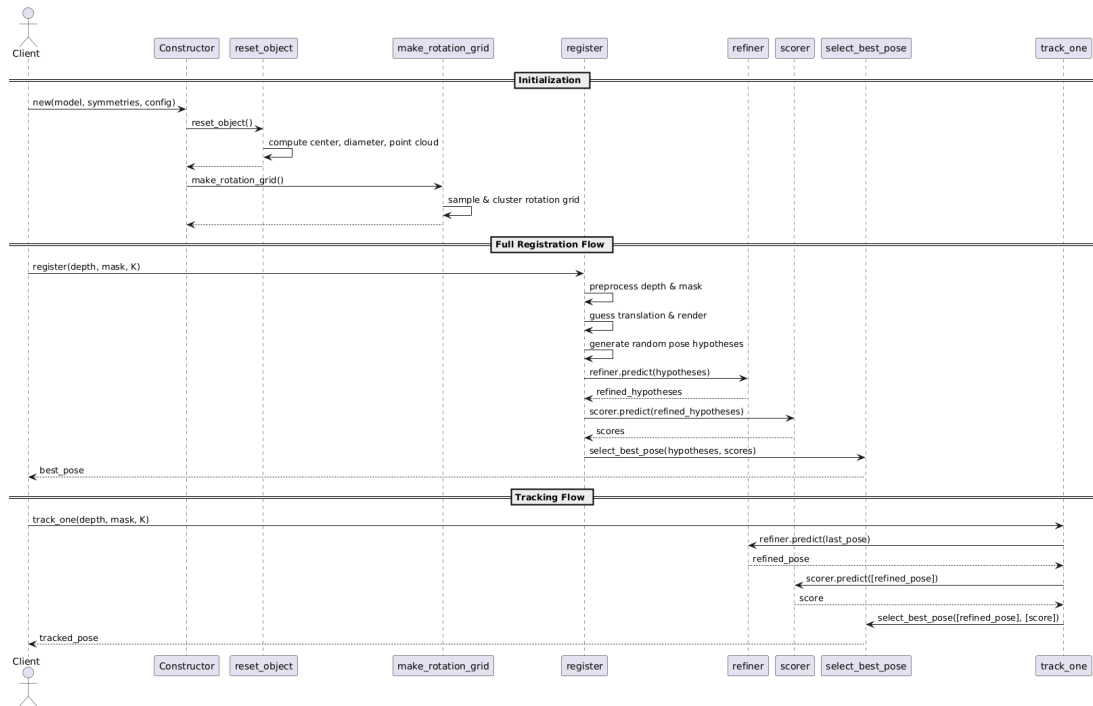 Client
Constructor
reset_object
make_rotation_grid
register
refiner
scorer
select_best_pose
track_one
Initialization
new(model, symmetries, config)
reset_object()
compute center, diameter, point cloud
make_rotation_grid()
sample & cluster rotation grid
Full Registration Flow
register(depth, mask, K)
preprocess depth & mask
guess translation & render
generate random pose hypotheses
refiner.predict(hypotheses)
refined_hypotheses
scorer.predict(refined_hypotheses)
scores
select_best_pose(hypotheses, scores)
best_pose
Tracking Flow
track_one(depth, mask, K)
refiner.predict(last_pose)
refined_pose
scorer.predict([refined_pose])
score
select_best_pose([refined_pose], [score])
tracked_pose
Client
Constructor
reset_object
make_rotation_grid
register
refiner
scorer
select_best_pose
track_one